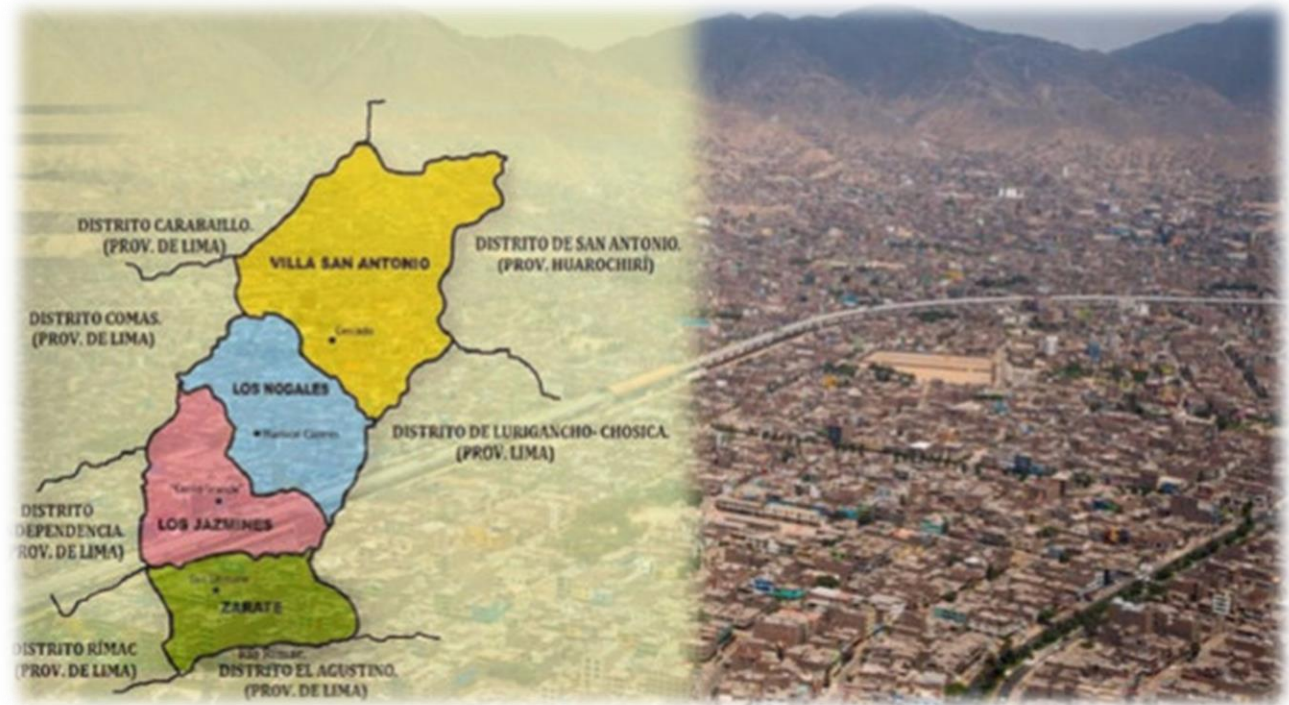 DISTRITO CARABAILLO.
(PROV. DE LIMA)
VILLA SAN ANTONIO
DISTRITO DE SAN ANTONIO.
(PROV. HUAROCHIRÍ)
DISTRITO COMAS.
(PROV. DE LIMA)
Cercado
LOS NOGALES
Mariscal Caceres
DISTRITO DE LURIGANCHO- CHOSICA.
(PROV. LIMA)
DISTRITO
DEPENDENCIA.
PROV. DE LIMA)
LOS JAZMINES
ZARATE
DISTRITO RÍMAC
(PROV. DE LIMA)
DISTRITO EL AGUSTINO.
(PROV. DE LIMA)